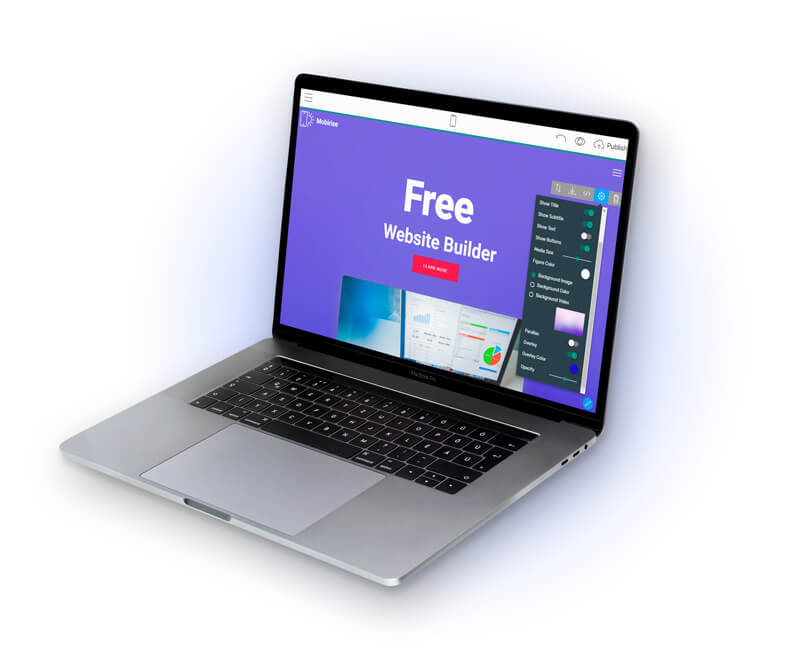 Publish
Mobirise
Free
Website Builder
LEARN MORE
Show Title
Show Subtitle
Show Text
Show Buttons
Media Size
Figure Color
Background Image
Background Color
Background Video
Parallax
Overlay
Overlay Color
Opacity
MacBook Pro